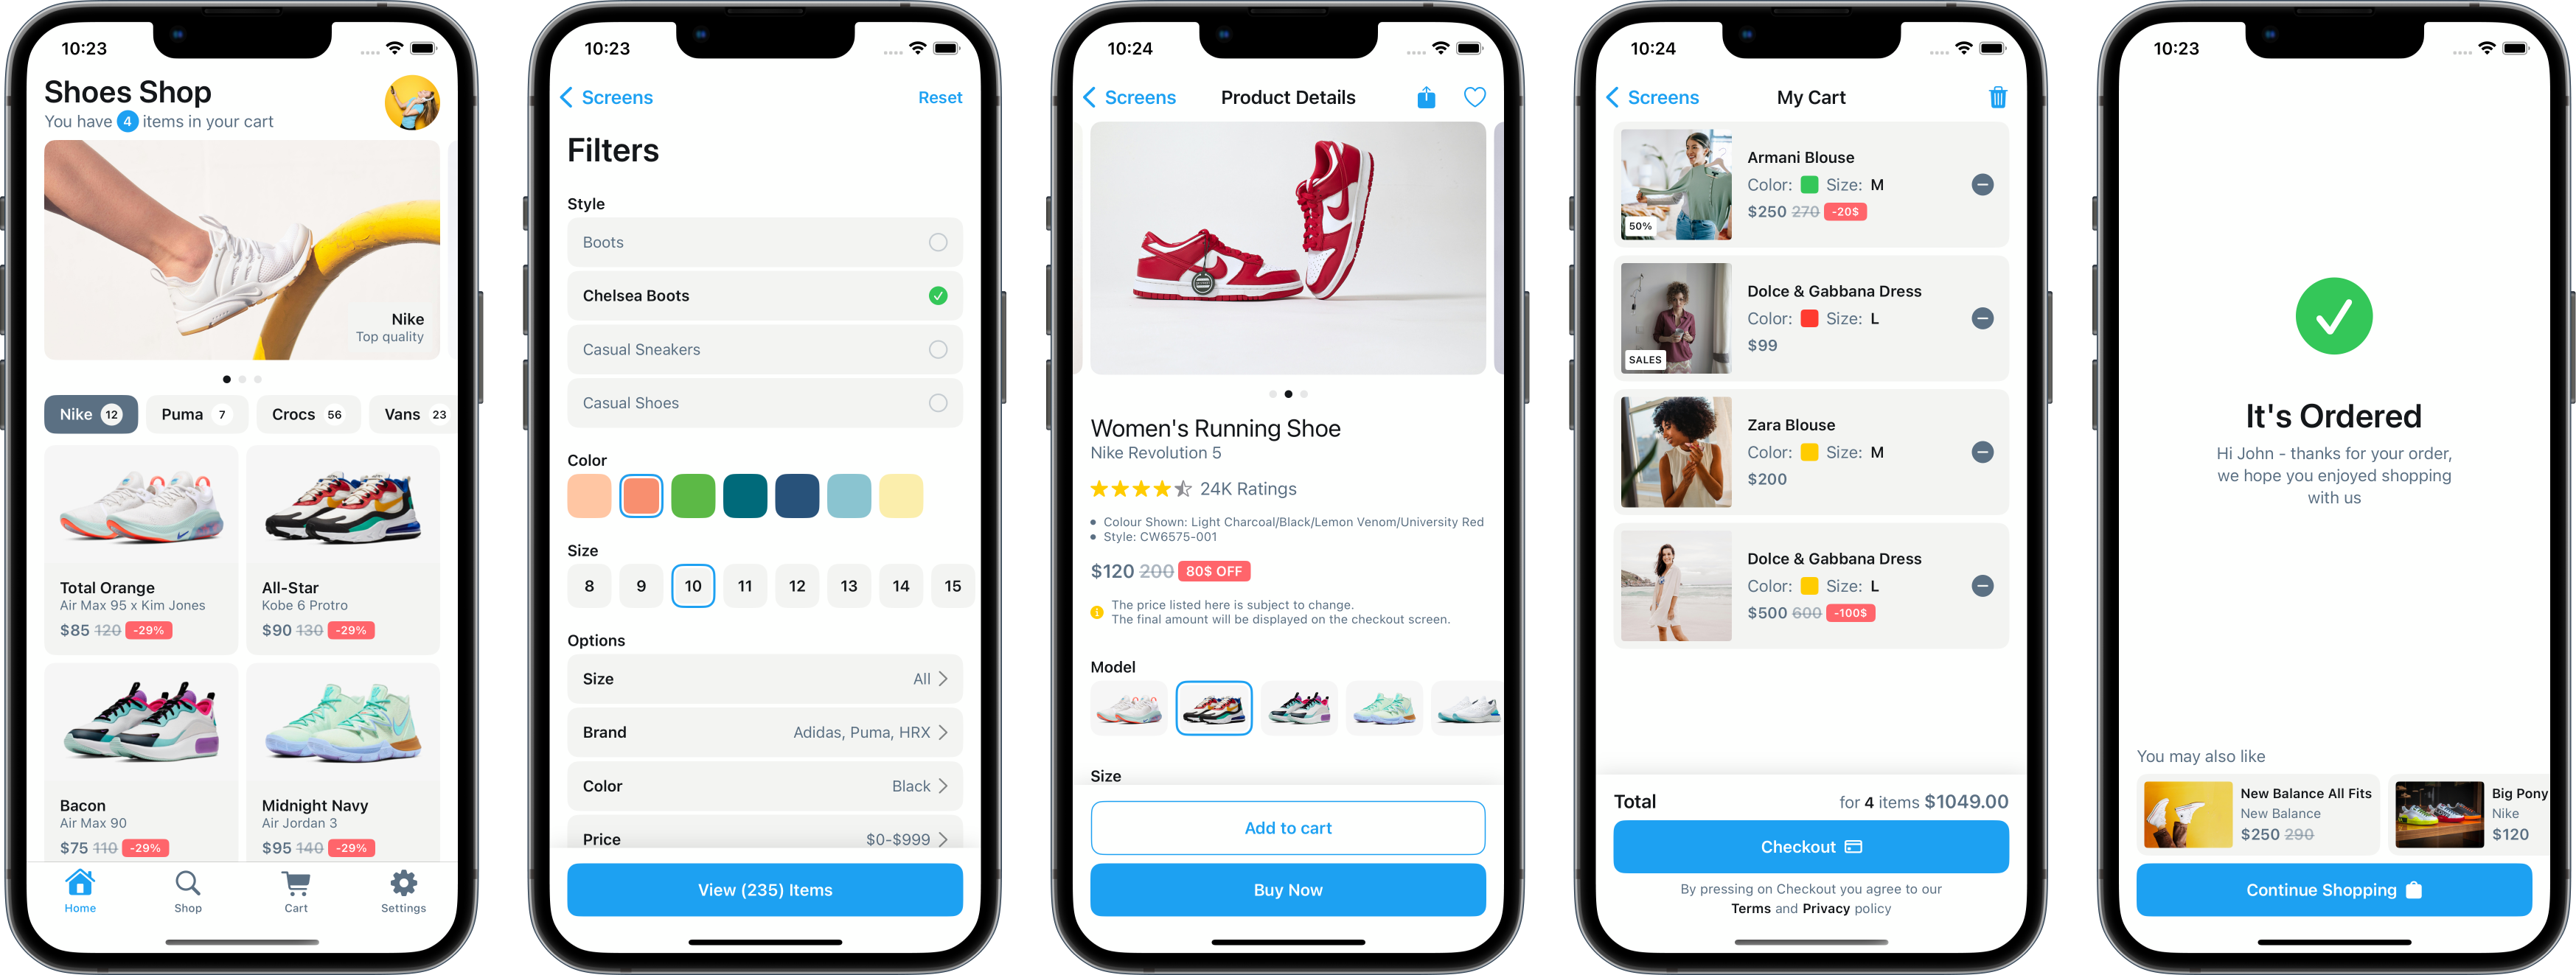 10:23
Shoes Shop
You have 4 items in your cart
Nike
Top quality
Nike 12
Puma 7
Crocs 56
Vans 23
Total Orange
Air Max 95 x Kim Jones
$85 120 -29%
All-Star
Kobe 6 Protro
$90 130 -29%
Bacon
Air Max 90
$75 110 -29%
Midnight Navy
Air Jordan 3
$95 140 -29%
Home
Shop
Cart
Settings
10:23
Screens
Reset
Filters
Style
Boots
Chelsea Boots
Casual Sneakers
Casual Shoes
Color
Size
8 9 10 11 12 13 14 15
Options
Size All
Brand Adidas, Puma, HRX
Color Black
Price $0-$999
View (235) Items
10:24
Screens
Product Details
Women's Running Shoe
Nike Revolution 5
24K Ratings
Colour Shown: Light Charcoal/Black/Lemon Venom/University Red
Style: CW6575-001
$120 200 80$ OFF
The price listed here is subject to change.
The final amount will be displayed on the checkout screen.
Model
Size
Add to cart
Buy Now
10:24
Screens
My Cart
50%
Armani Blouse
Color: Size: M
$250 270 -20$
SALES
Dolce & Gabbana Dress
Color: Size: L
$99
Zara Blouse
Color: Size: M
$200
Dolce & Gabbana Dress
Color: Size: L
$500 600 -100$
Total for 4 items $1049.00
Checkout
By pressing on Checkout you agree to our
Terms and Privacy policy
10:23
It's Ordered
Hi John - thanks for your order,
we hope you enjoyed shopping
with us
You may also like
New Balance All Fits
New Balance
$250 290
Big Pony
Nike
$120
Continue Shopping